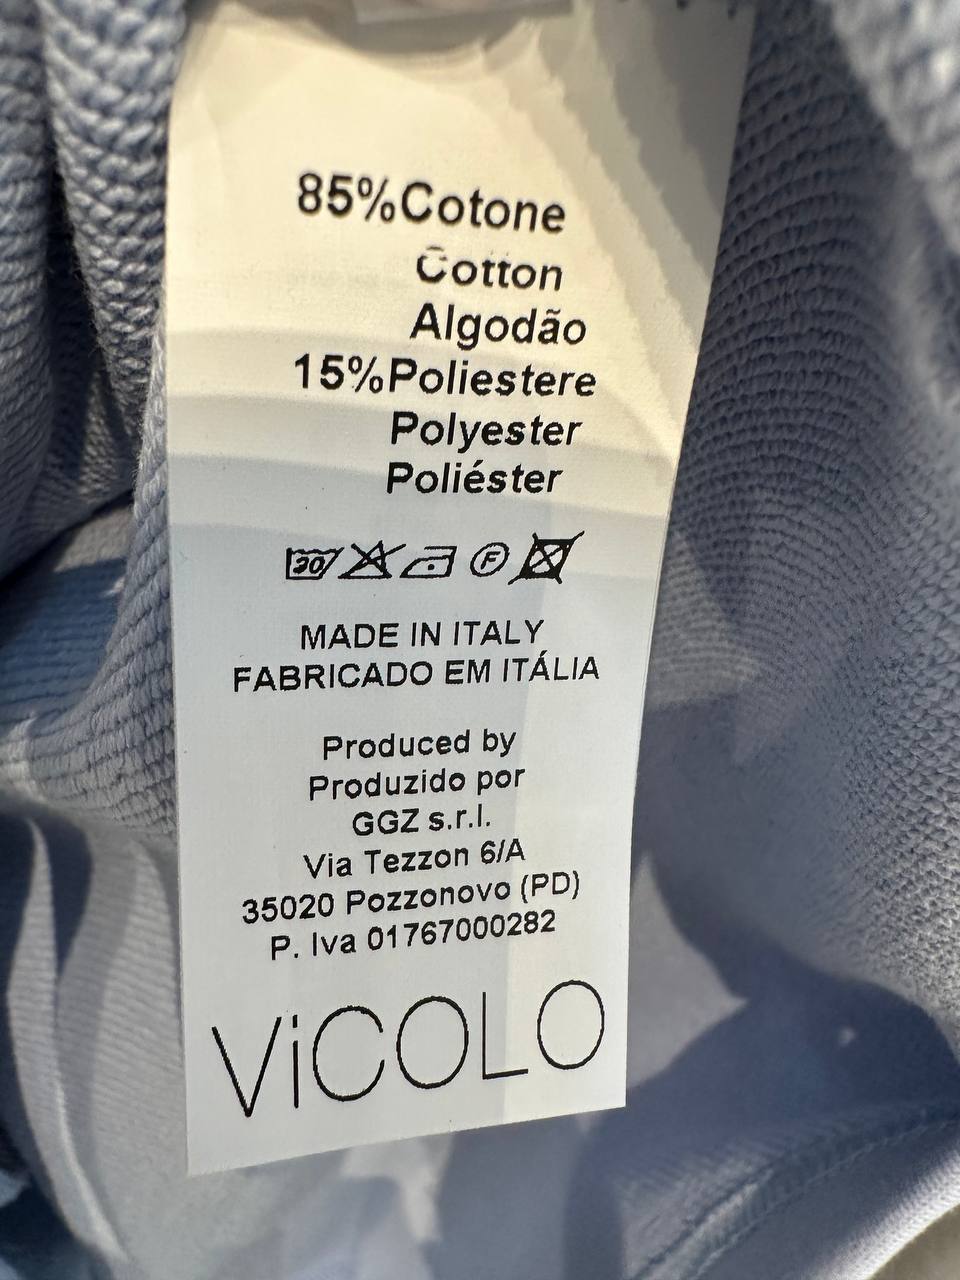 85%Cotone
Cotton
Algodão
15%Poliestere
Polyester
Poliéster
30 F
MADE IN ITALY
FABRICADO EM ITÁLIA
Produced by
Produzido por
GGZ s.r.l.
Via Tezzon 6/A
35020 Pozzonovo (PD)
P. Iva 01767000282
ViCOLO